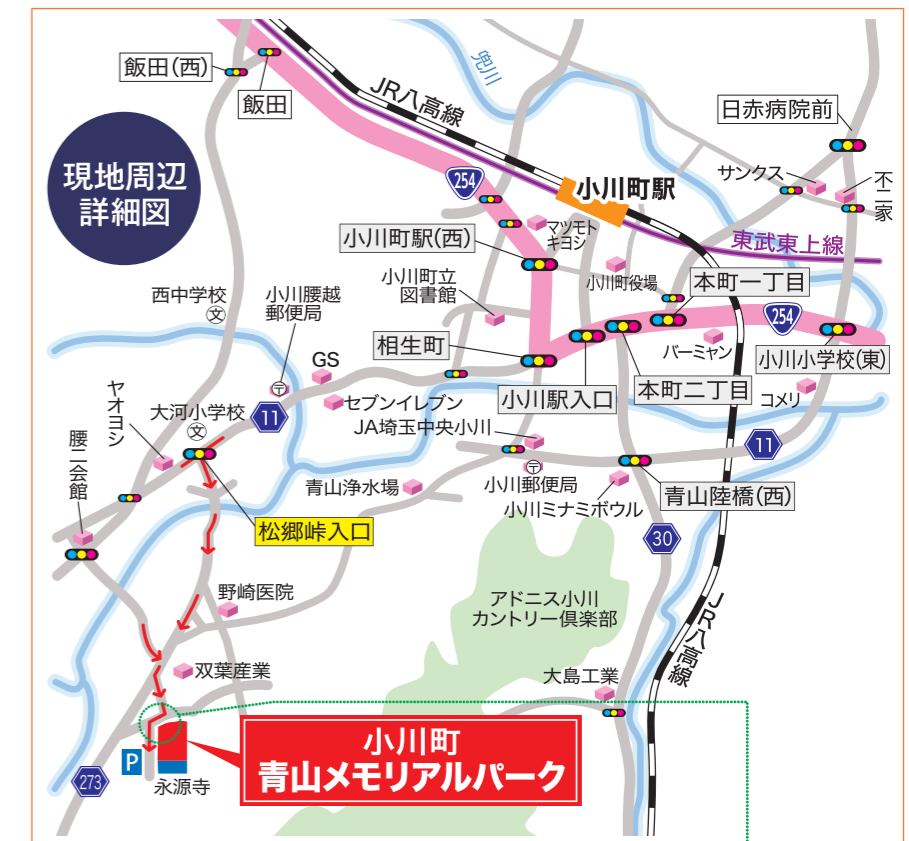 飯田(西)
飯田
兜川
JR八高線
日赤病院前
現地周辺
詳細図
254
小川町駅
サンクス
不二家
マツモト
キヨシ
小川町駅(西)
東武東上線
小川町役場
小川町立
図書館
本町一丁目
西中学校
文
小川腰越
郵便局
254
相生町
バーミヤン
小川小学校(東)
GS
小川駅入口
本町二丁目
コメリ
ヤオヨシ
大河小学校
文
11
セブンイレブン
JA埼玉中央小川
11
腰二会館
青山浄水場
小川郵便局
小川ミナミボウル
青山陸橋(西)
松郷峠入口
30
野崎医院
アドニス小川
カントリー倶楽部
JR八高線
双葉産業
大島工業
小川町
青山メモリアルパーク
P
273
永源寺